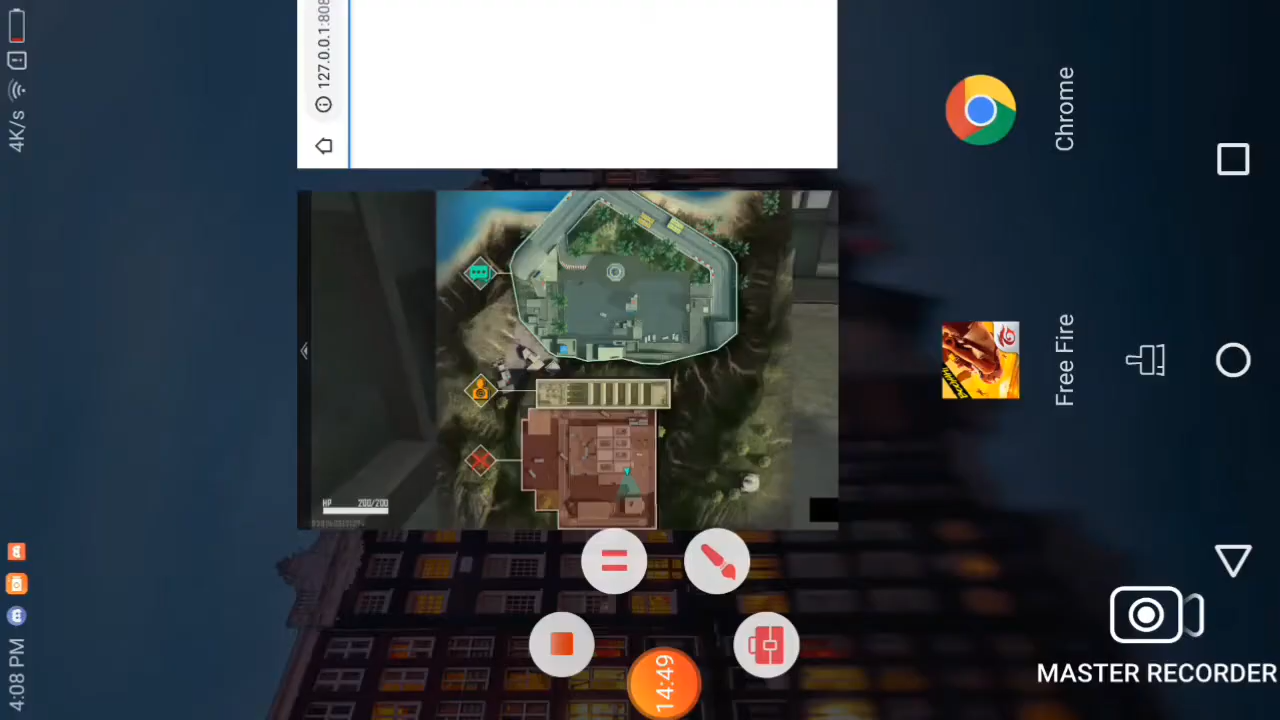 4:08 PM
4K/s
127.0.0.1:808
HP 200/200
Chrome
Free Fire
14:49
MASTER RECORDER